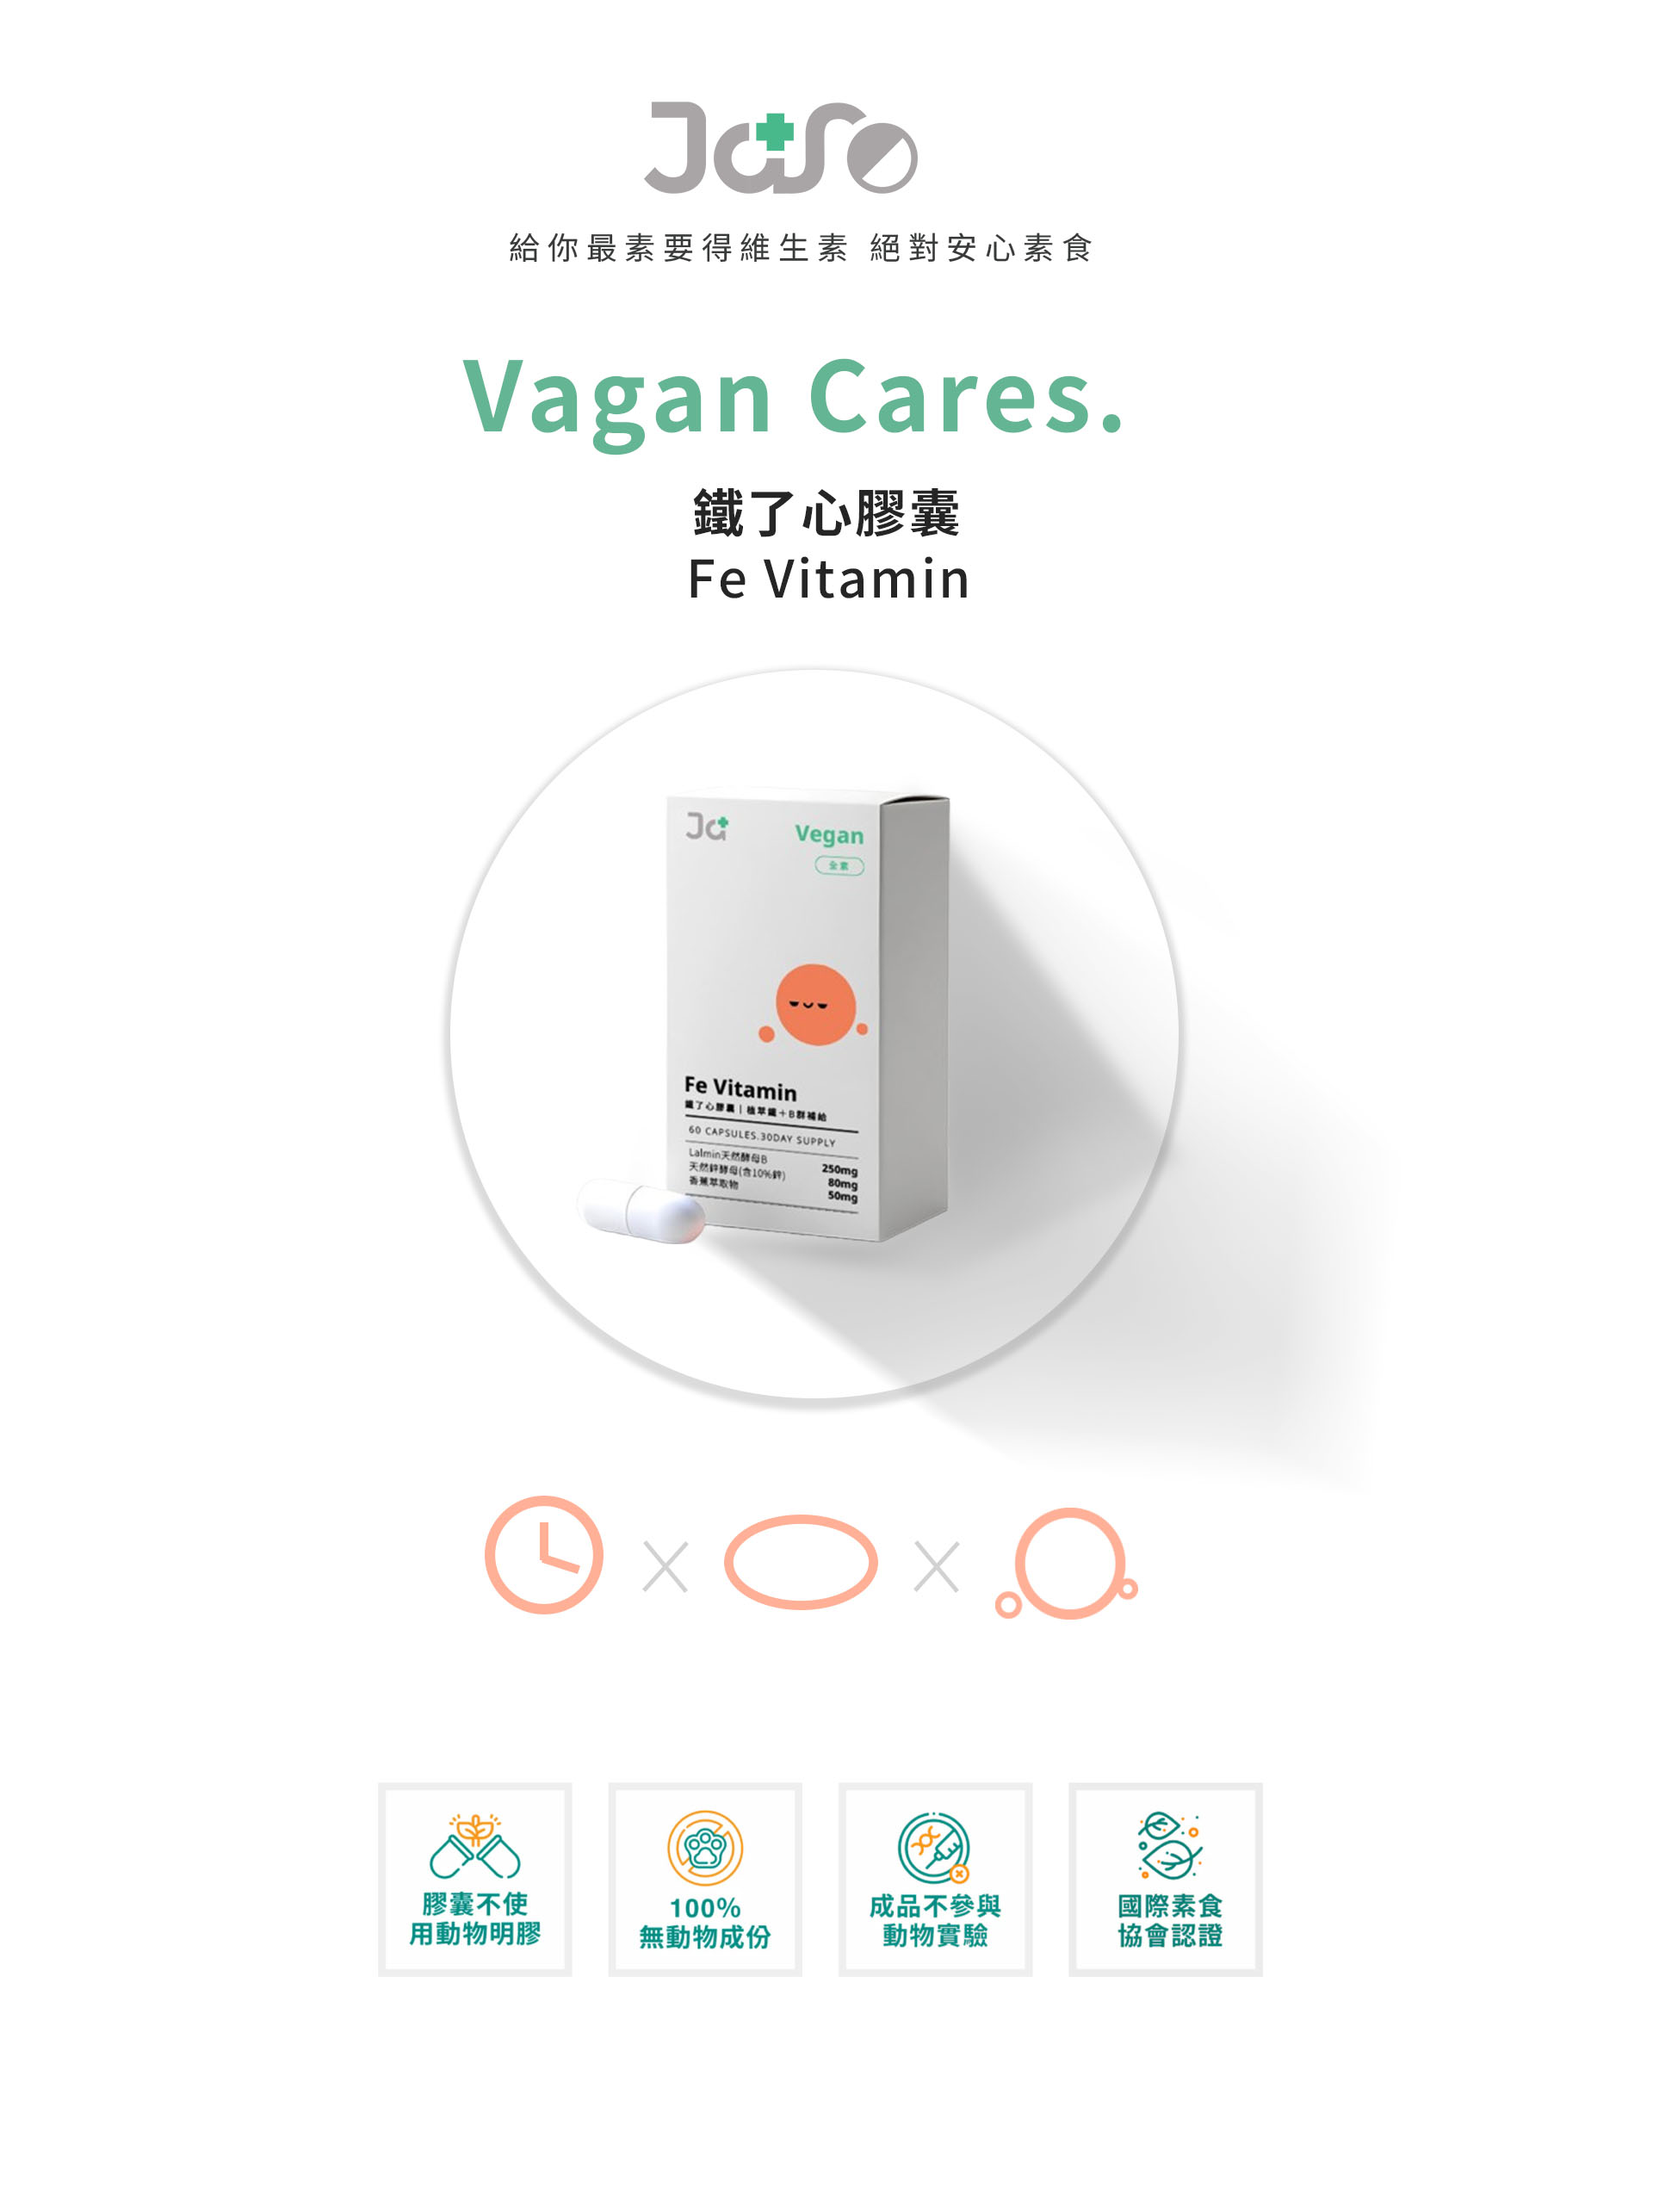 JaSo
給你最素要得維生素 絕對安心素食
Vagan Cares.
鐵了心膠囊
Fe Vitamin
Ja
Vegan
全素
Fe Vitamin
鐵了心膠囊｜植萃鐵＋B群補給
60 CAPSULES.30DAY SUPPLY
Lalmin天然酵母B 250mg
天然鋅酵母(含10%鋅) 80mg
香蕉萃取物 50mg
膠囊不使
用動物明膠
100%
無動物成份
成品不參與
動物實驗
國際素食
協會認證